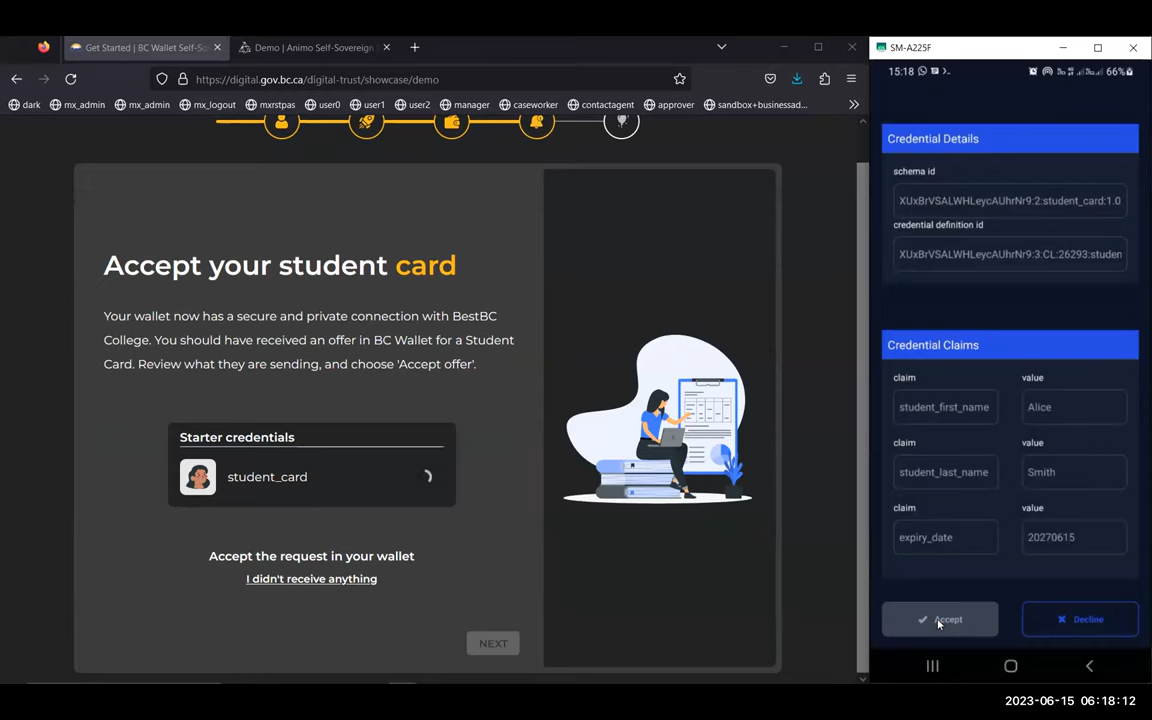 Get Started | BC Wallet Self-So
Demo | Animo Self-Sovereign
https://digital.gov.bc.ca/digital-trust/showcase/demo
dark
mx_admin
mx_admin
mx_logout
mxrstpas
user0
user1
user2
manager
caseworker
contactagent
approver
sandbox+businessad...
Accept your student card
Your wallet now has a secure and private connection with BestBC
College. You should have received an offer in BC Wallet for a Student
Card. Review what they are sending, and choose 'Accept offer'.
Starter credentials
student_card
Accept the request in your wallet
I didn't receive anything
NEXT
SM-A225F
15:18
66%
Credential Details
schema id
XUxBrVSALWHLeycAUhrNr9:2:student_card:1.0
credential definition id
XUxBrVSALWHLeycAUhrNr9:3:CL:26293:studen
Credential Claims
claim value
student_first_name Alice
claim value
student_last_name Smith
claim value
expiry_date 20270615
Accept Decline
2023-06-15 06:18:12